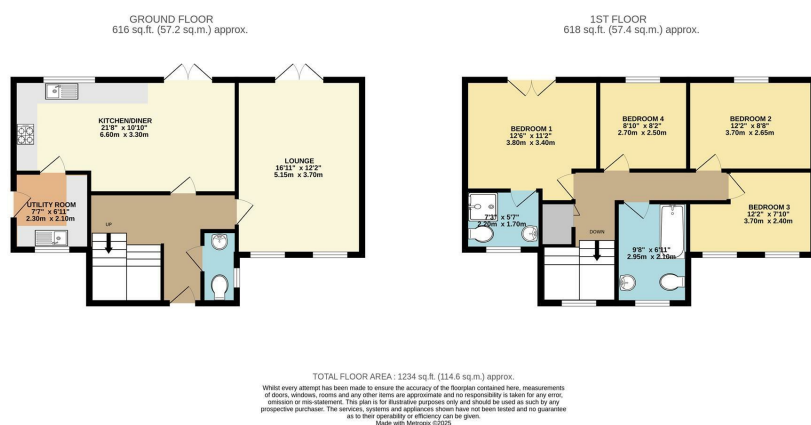 GROUND FLOOR
616 sq.ft. (57.2 sq.m.) approx.
KITCHEN/DINER
21'8" x 10'10"
6.60m x 3.30m
LOUNGE
16'11" x 12'2"
5.15m x 3.70m
UTILITY ROOM
7'7" x 6'11"
2.30m x 2.10m
UP
1ST FLOOR
618 sq.ft. (57.4 sq.m.) approx.
BEDROOM 1
12'6" x 11'2"
3.80m x 3.40m
BEDROOM 4
8'10" x 8'2"
2.70m x 2.50m
BEDROOM 2
12'2" x 8'8"
3.70m x 2.65m
BEDROOM 3
12'2" x 7'10"
3.70m x 2.40m
7'3" x 5'7"
2.20m x 1.70m
DOWN
9'8" x 6'11"
2.95m x 2.10m
TOTAL FLOOR AREA : 1234 sq.ft. (114.6 sq.m.) approx.
Whilst every attempt has been made to ensure the accuracy of the floorplan contained here, measurements
of doors, windows, rooms and any other items are approximate and no responsibility is taken for any error,
omission or mis-statement. This plan is for illustrative purposes only and should be used as such by any
prospective purchaser. The services, systems and appliances shown have not been tested and no guarantee
as to their operability or efficiency can be given.
Made with Metropix ©2025